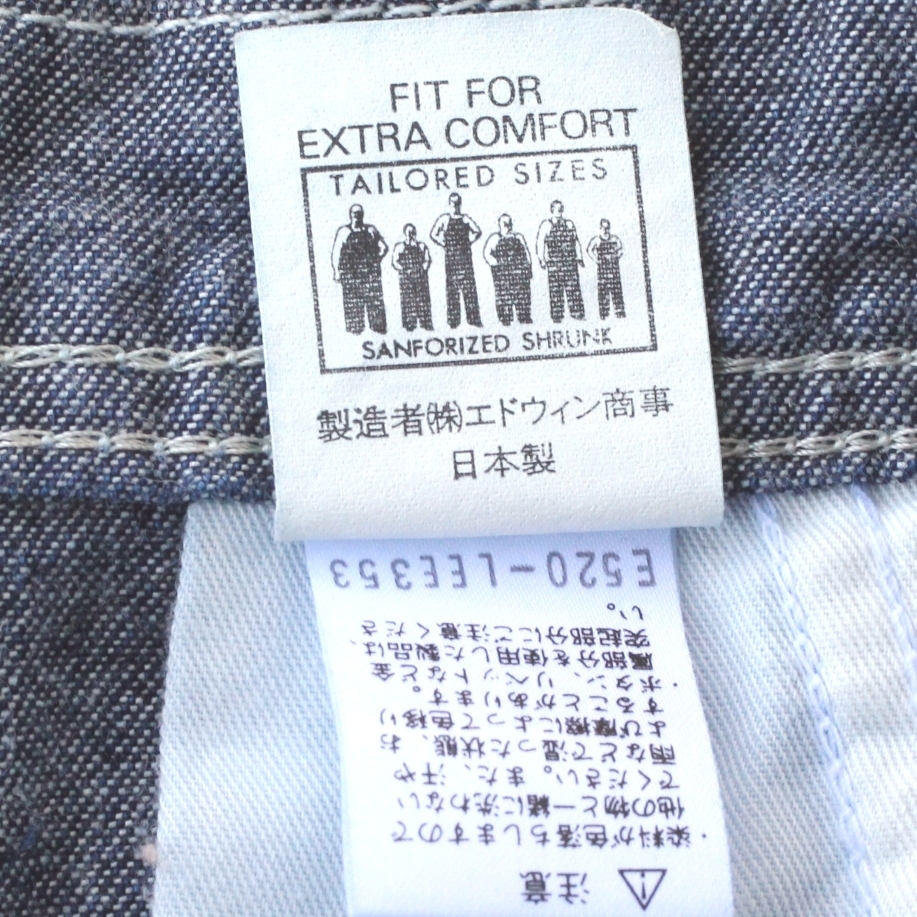 FIT FOR
EXTRA COMFORT
TAILORED SIZES
SANFORIZED SHRUNK
製造者㈱エドウィン商事
日本製
⚠ 注意
・染料が色落ちしますので
他の物と一緒に洗わない
でください。また、汗や
雨などで湿った状態、お
よび摩擦によって色移り
することがあります。
・ボタン、リベットなど金
属部分を使用した製品は、
突起部分にご注意くださ
い。
E520-LEE353